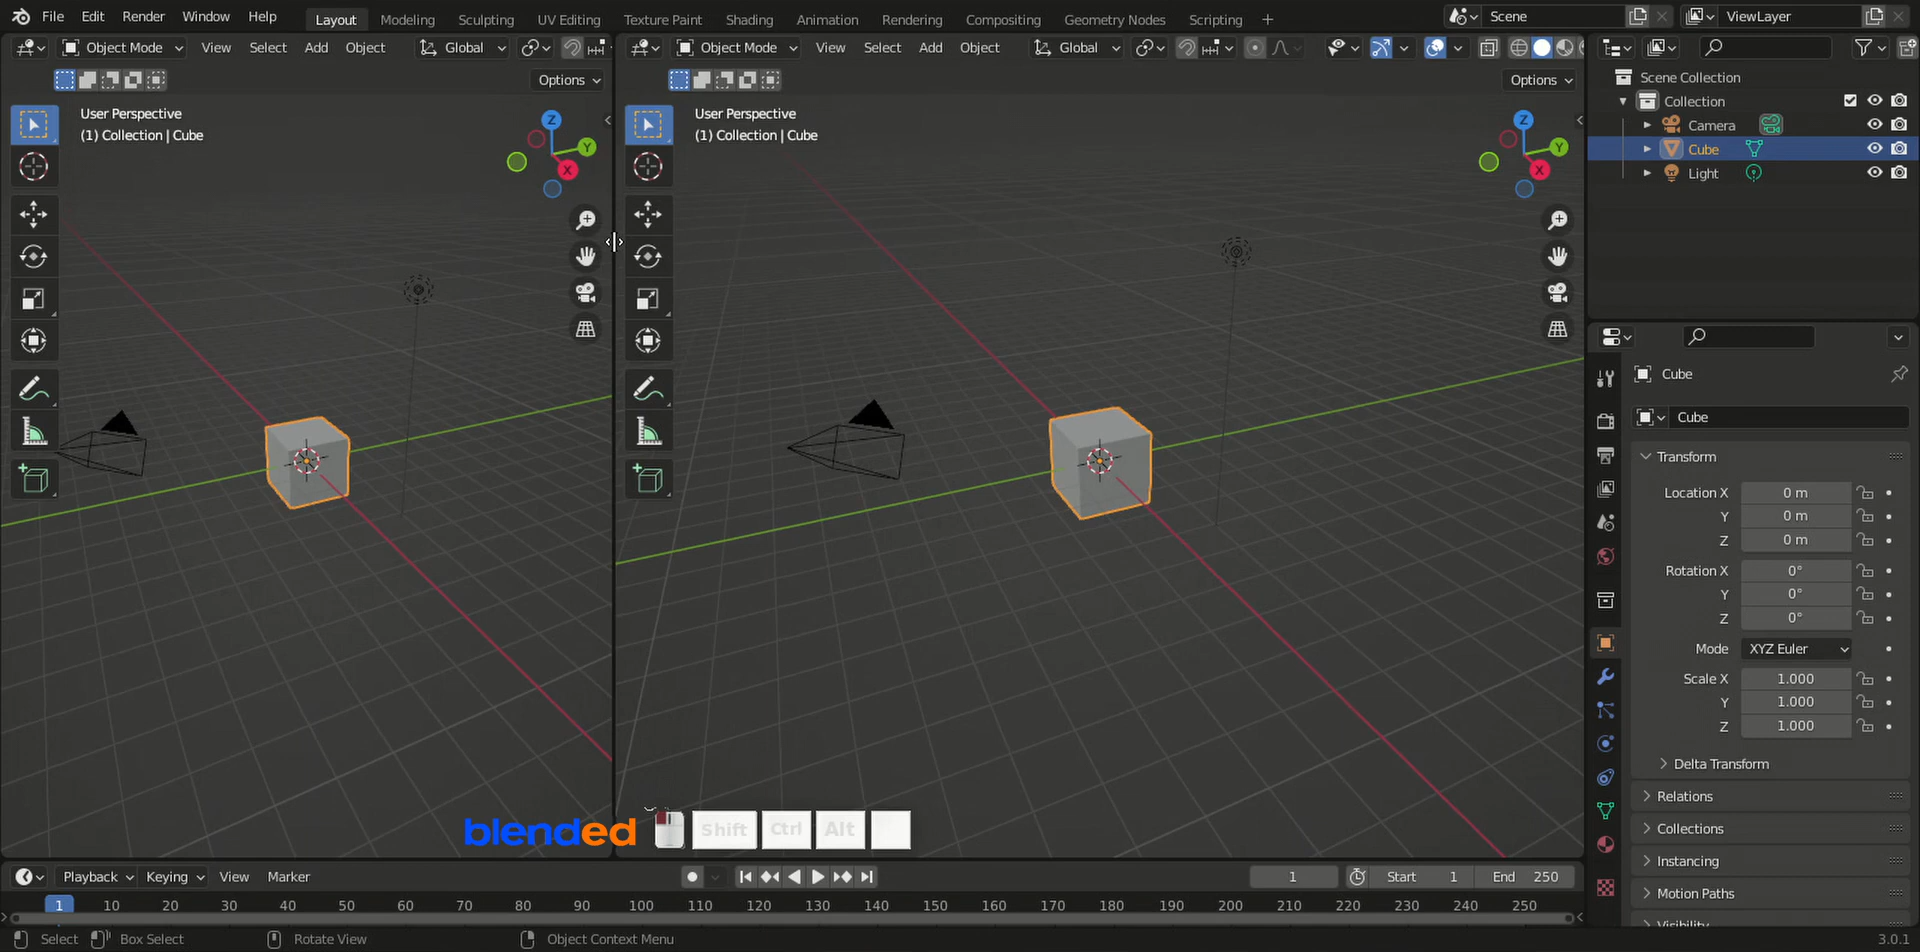 File Edit Render Window Help Layout Modeling Sculpting UV Editing Texture Paint Shading Animation Rendering Compositing Geometry Nodes Scripting + Scene ViewLayer
Object Mode View Select Add Object Global
Object Mode View Select Add Object Global
Options
Options
User Perspective
(1) Collection | Cube
Z
Y
X
User Perspective
(1) Collection | Cube
Z
Y
X
Scene Collection
Collection
Camera
Cube
Light
Cube
Cube
Transform
Location X 0 m
Y 0 m
Z 0 m
Rotation X 0°
Y 0°
Z 0°
Mode XYZ Euler
Scale X 1.000
Y 1.000
Z 1.000
Delta Transform
Relations
Collections
Instancing
Motion Paths
Visibility
blended
Shift Ctrl Alt
Playback Keying View Marker 1 Start 1 End 250
1 10 20 30 40 50 60 70 80 90 100 110 120 130 140 150 160 170 180 190 200 210 220 230 240 250
Select Box Select Rotate View Object Context Menu 3.0.1